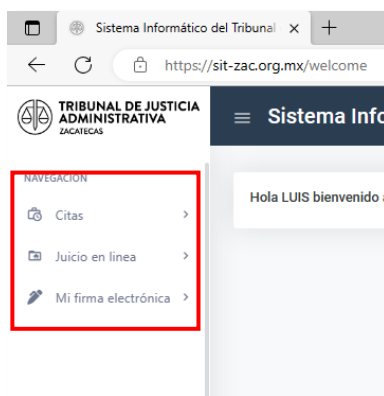 Sistema Informático del Tribunal
https://sit-zac.org.mx/welcome
TRIBUNAL DE JUSTICIA
ADMINISTRATIVA
ZACATECAS
Sistema Info
NAVEGACIÓN
Hola LUIS bienvenido a
Citas
Juicio en linea
Mi firma electrónica